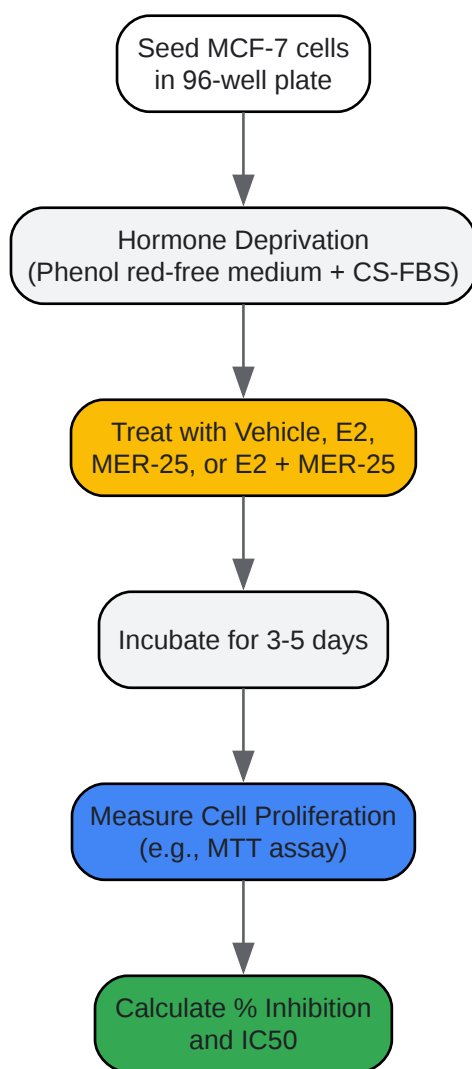 Seed MCF-7 cells
in 96-well plate
Hormone Deprivation
(Phenol red-free medium + CS-FBS)
Treat with Vehicle, E2,
MER-25, or E2 + MER-25
Incubate for 3-5 days
Measure Cell Proliferation
(e.g., MTT assay)
Calculate % Inhibition
and IC50